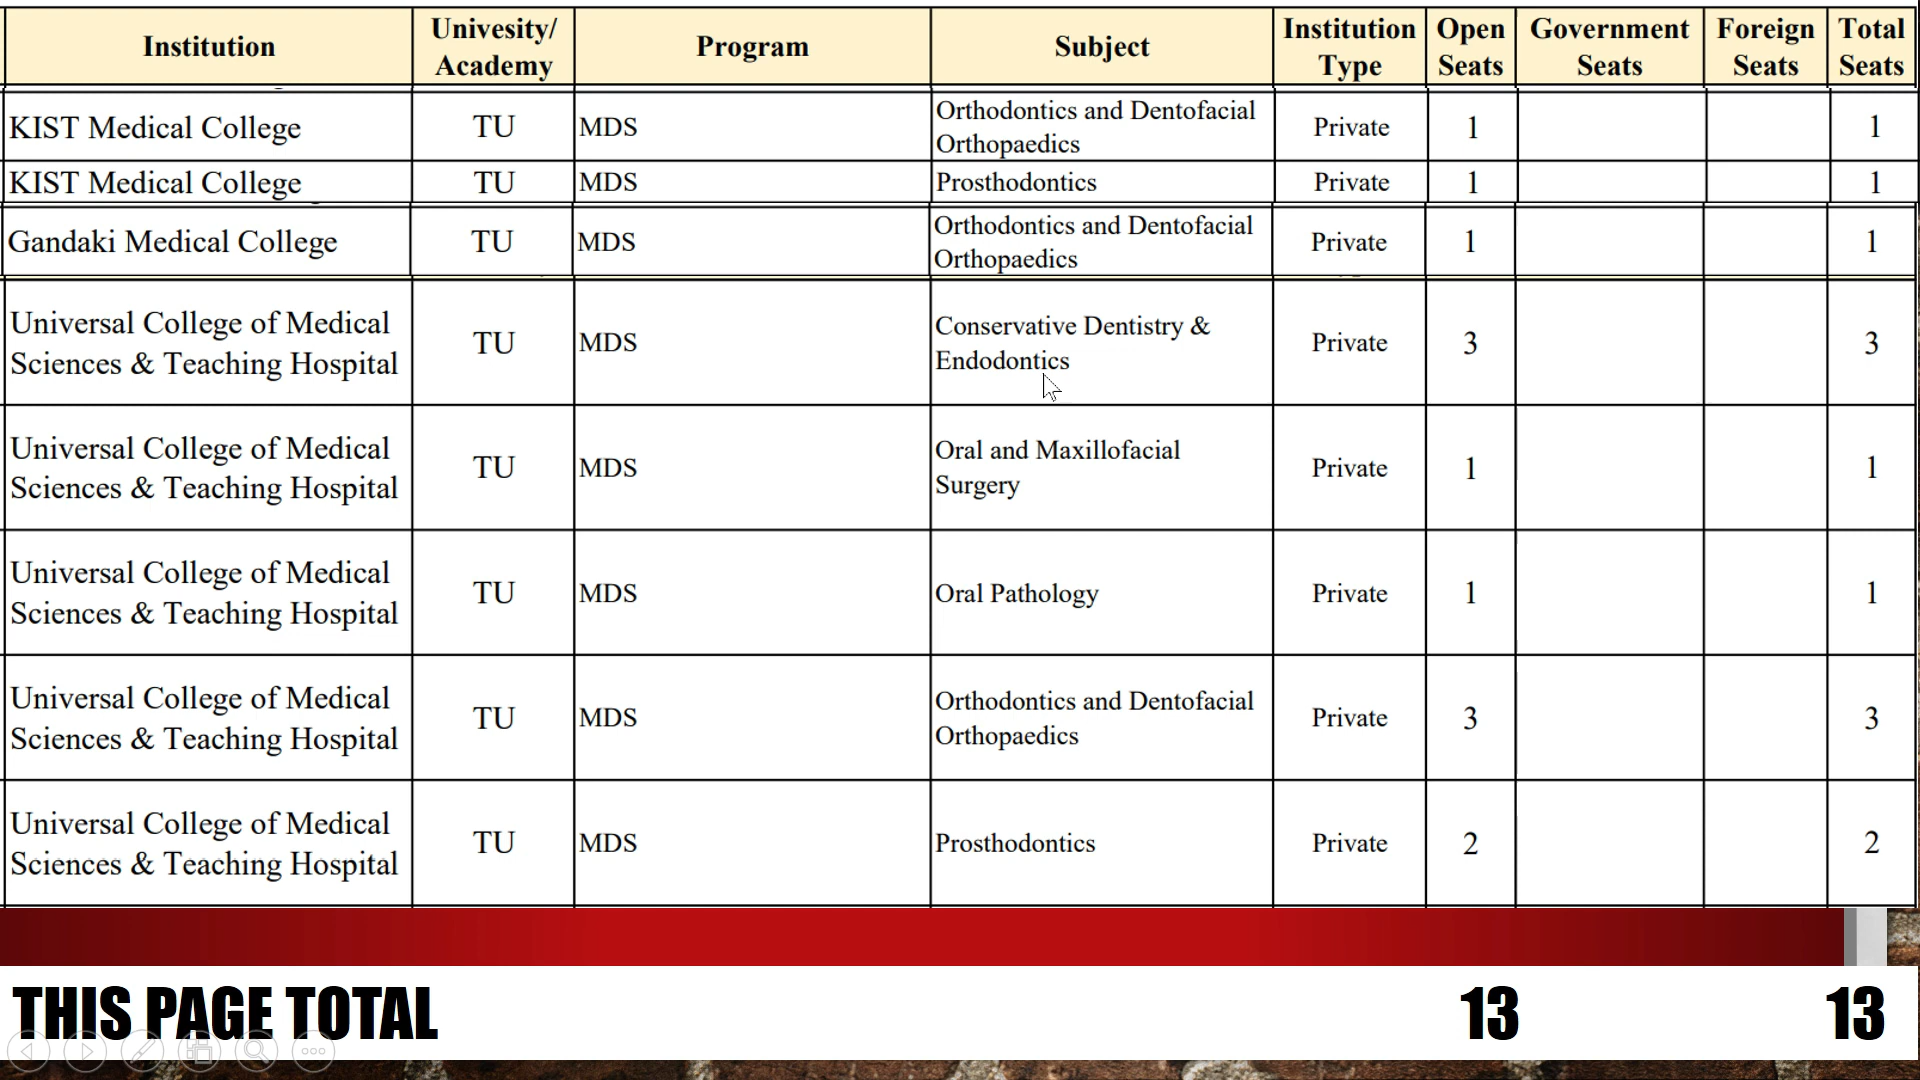 Institution Univesity/ Academy Program Subject Institution Type Open Seats Government Seats Foreign Seats Total Seats
KIST Medical College TU MDS Orthodontics and Dentofacial Orthopaedics Private 1 1
KIST Medical College TU MDS Prosthodontics Private 1 1
Gandaki Medical College TU MDS Orthodontics and Dentofacial Orthopaedics Private 1 1
Universal College of Medical Sciences & Teaching Hospital TU MDS Conservative Dentistry & Endodontics Private 3 3
Universal College of Medical Sciences & Teaching Hospital TU MDS Oral and Maxillofacial Surgery Private 1 1
Universal College of Medical Sciences & Teaching Hospital TU MDS Oral Pathology Private 1 1
Universal College of Medical Sciences & Teaching Hospital TU MDS Orthodontics and Dentofacial Orthopaedics Private 3 3
Universal College of Medical Sciences & Teaching Hospital TU MDS Prosthodontics Private 2 2
THIS PAGE TOTAL 13 13